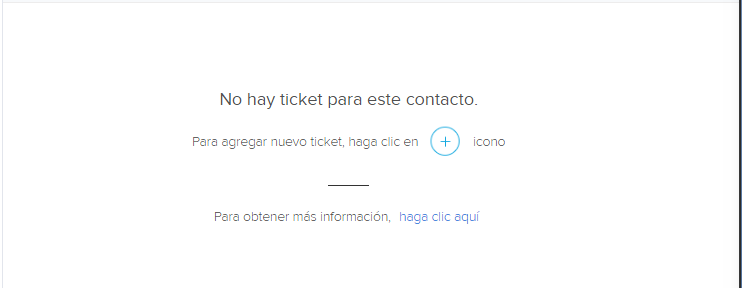 No hay ticket para este contacto.
Para agregar nuevo ticket, haga clic en + icono
Para obtener más información, haga clic aquí